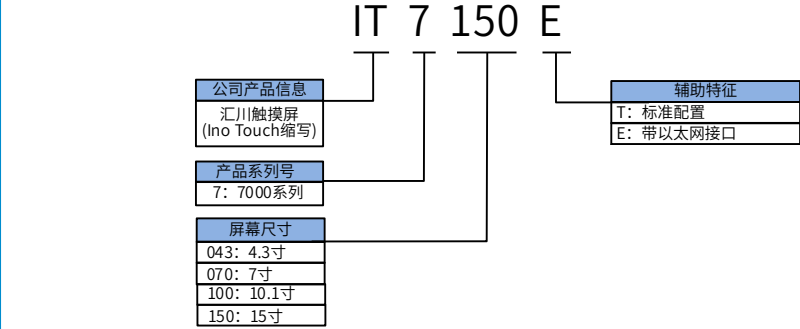 IT 7 150 E
公司产品信息
汇川触摸屏
(Ino Touch缩写)
产品系列号
7：7000系列
屏幕尺寸
043：4.3寸
070：7寸
100：10.1寸
150：15寸
辅助特征
T：标准配置
E：带以太网接口